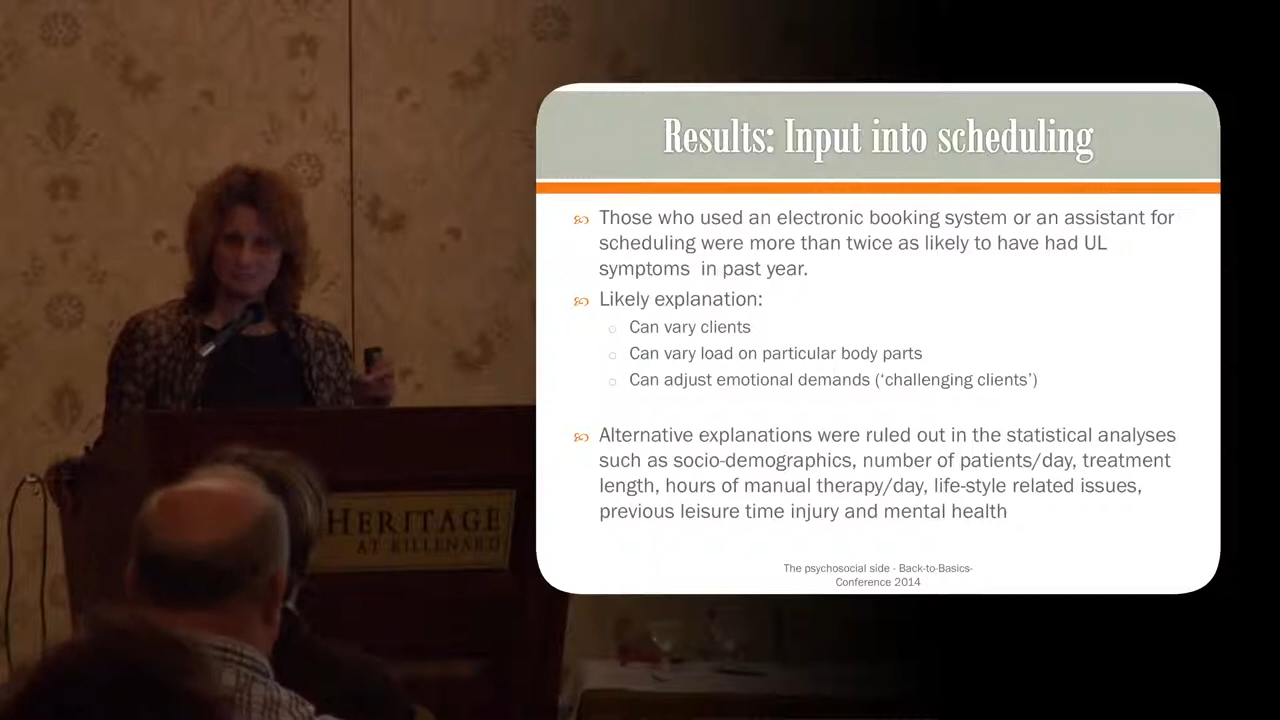 Results: Input into scheduling
Those who used an electronic booking system or an assistant for
scheduling were more than twice as likely to have had UL
symptoms in past year.
Likely explanation:
Can vary clients
Can vary load on particular body parts
Can adjust emotional demands (‘challenging clients’)
Alternative explanations were ruled out in the statistical analyses
such as socio-demographics, number of patients/day, treatment
length, hours of manual therapy/day, life-style related issues,
previous leisure time injury and mental health
The psychosocial side - Back-to-Basics-
Conference 2014
HERITAGE
AT KILLENARD